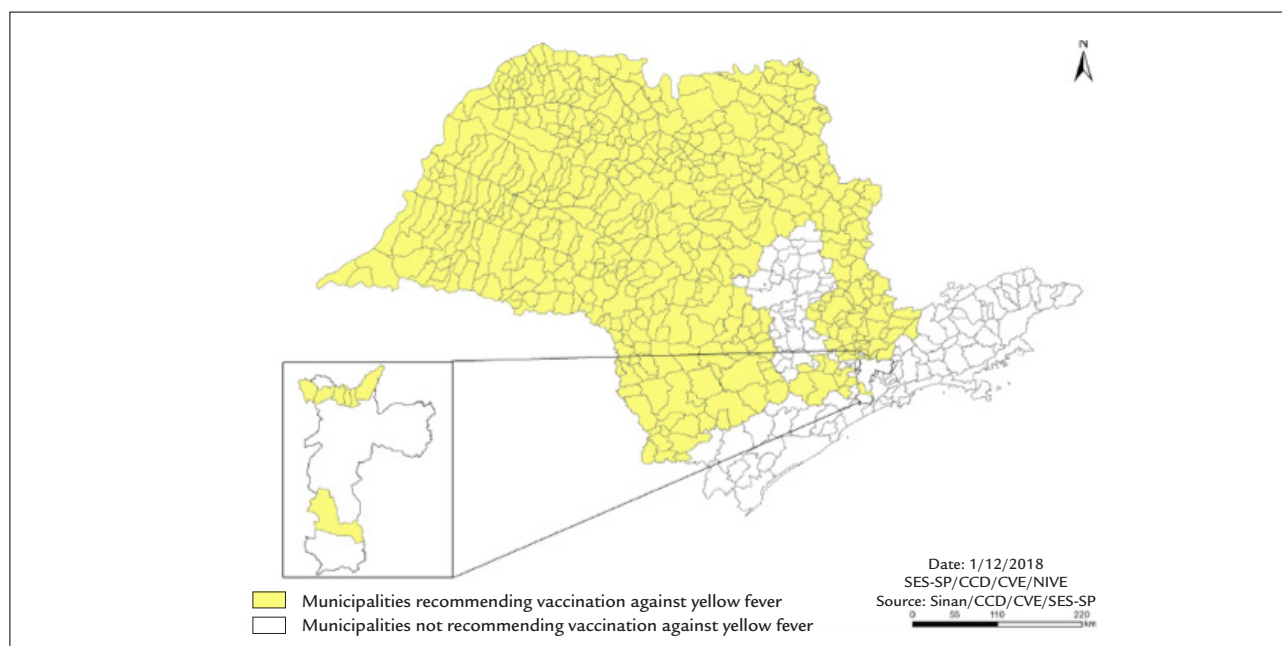 N
Date: 1/12/2018
SES-SP/CCD/CVE/NIVE
Source: Sinan/CCD/CVE/SES-SP
0 55 110 220
km
Municipalities recommending vaccination against yellow fever
Municipalities not recommending vaccination against yellow fever